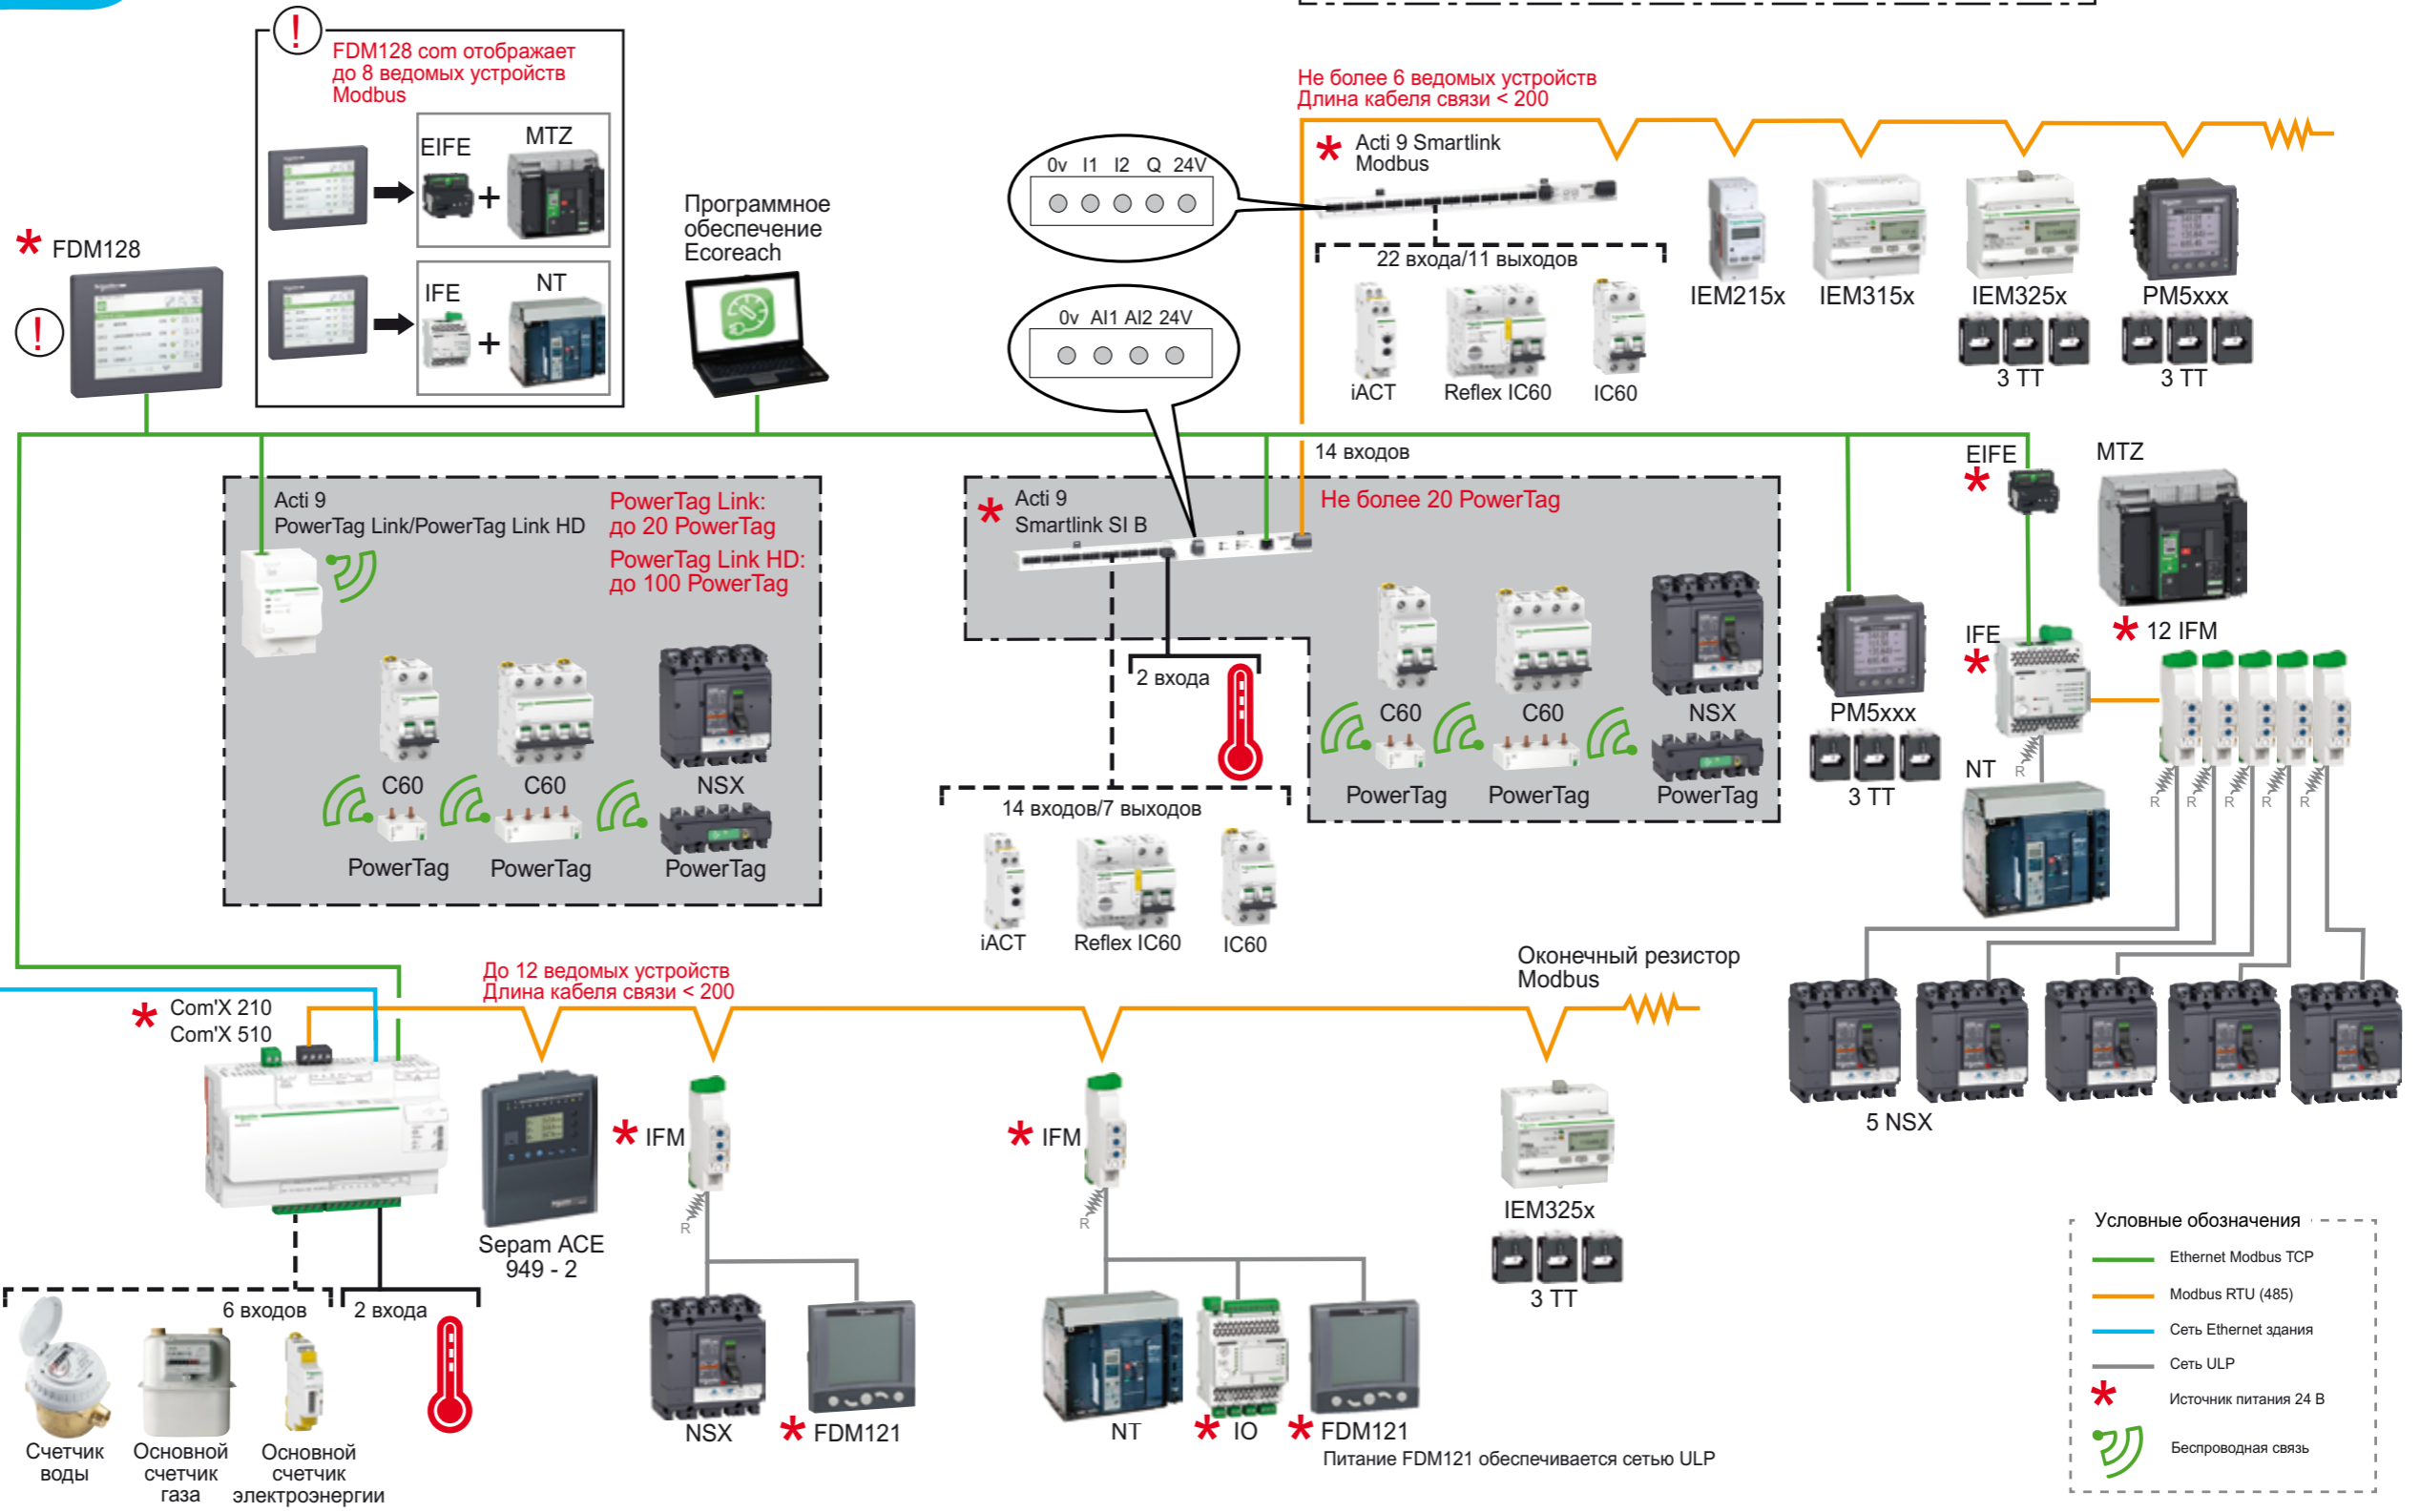 FDM128 com отображает
до 8 ведомых устройств
Modbus
EIFE
MTZ
IFE
NT
FDM128
Программное
обеспечение
Ecoreach
0v I1 I2 Q 24V
0v AI1 AI2 24V
Не более 6 ведомых устройств
Длина кабеля связи < 200
Acti 9 Smartlink
Modbus
22 входа/11 выходов
iACT
Reflex IC60
IC60
IEM215x
IEM315x
IEM325x
3 TT
PM5xxx
3 TT
14 входов
Acti 9
PowerTag Link/PowerTag Link HD
PowerTag Link:
до 20 PowerTag
PowerTag Link HD:
до 100 PowerTag
C60
C60
NSX
PowerTag
PowerTag
PowerTag
Acti 9
Smartlink SI B
Не более 20 PowerTag
2 входа
C60
C60
NSX
PowerTag
PowerTag
PowerTag
14 входов/7 выходов
iACT
Reflex IC60
IC60
PM5xxx
3 TT
EIFE
MTZ
IFE
12 IFM
R
R
R
R
R
R
NT
5 NSX
Com'X 210
Com'X 510
До 12 ведомых устройств
Длина кабеля связи < 200
Оконечный резистор
Modbus
Sepam ACE
949 - 2
IFM
R
IFM
R
IEM325x
3 TT
6 входов
2 входа
Счетчик
воды
Основной
счетчик
газа
Основной
счетчик
электроэнергии
NSX
FDM121
NT
IO
FDM121
Питание FDM121 обеспечивается сетью ULP
Условные обозначения
Ethernet Modbus TCP
Modbus RTU (485)
Сеть Ethernet здания
Сеть ULP
Источник питания 24 В
Беспроводная связь